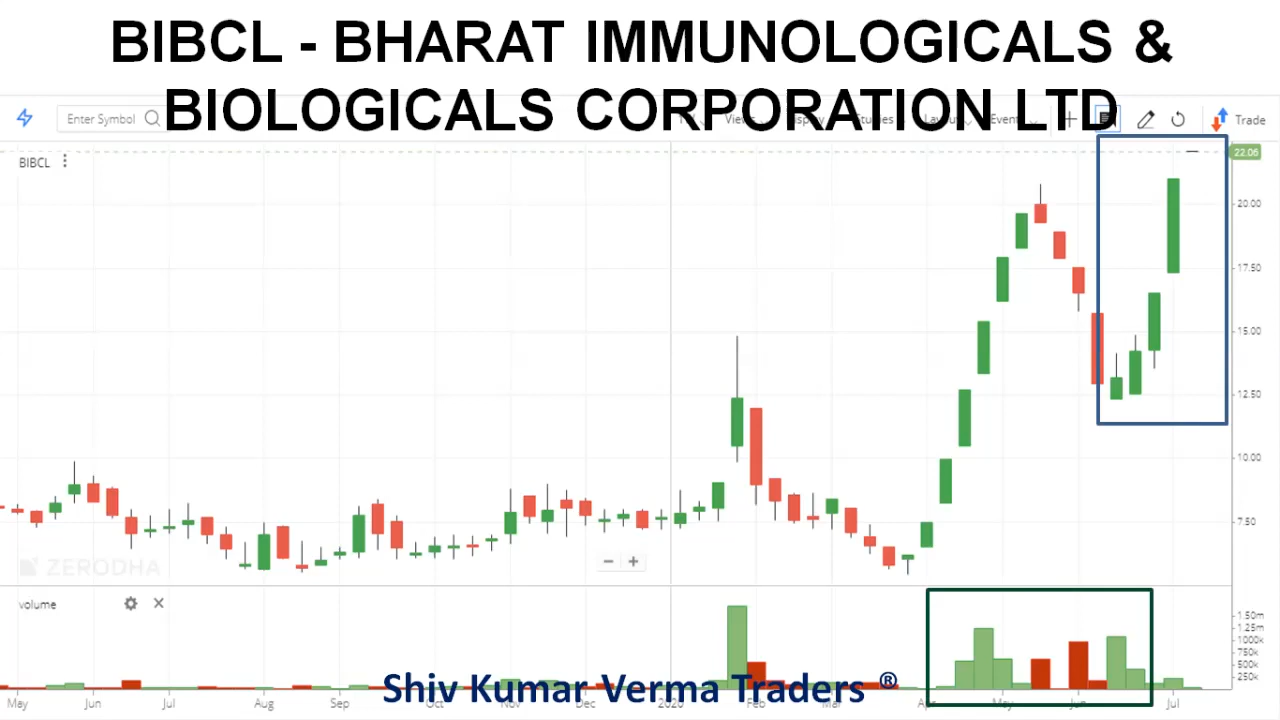 BIBCL - BHARAT IMMUNOLOGICALS &
BIOLOGICALS CORPORATION LTD
Enter Symbol
Trade
BIBCL
22.06
20.00
17.50
15.00
12.50
10.00
7.50
ZERODHA
volume
1.50m
1.25m
1000k
750k
500k
250k
Shiv Kumar Verma Traders ®
May Jun Jul Aug Sep Oct Nov Dec 2020 Feb Mar Apr May Jun Jul